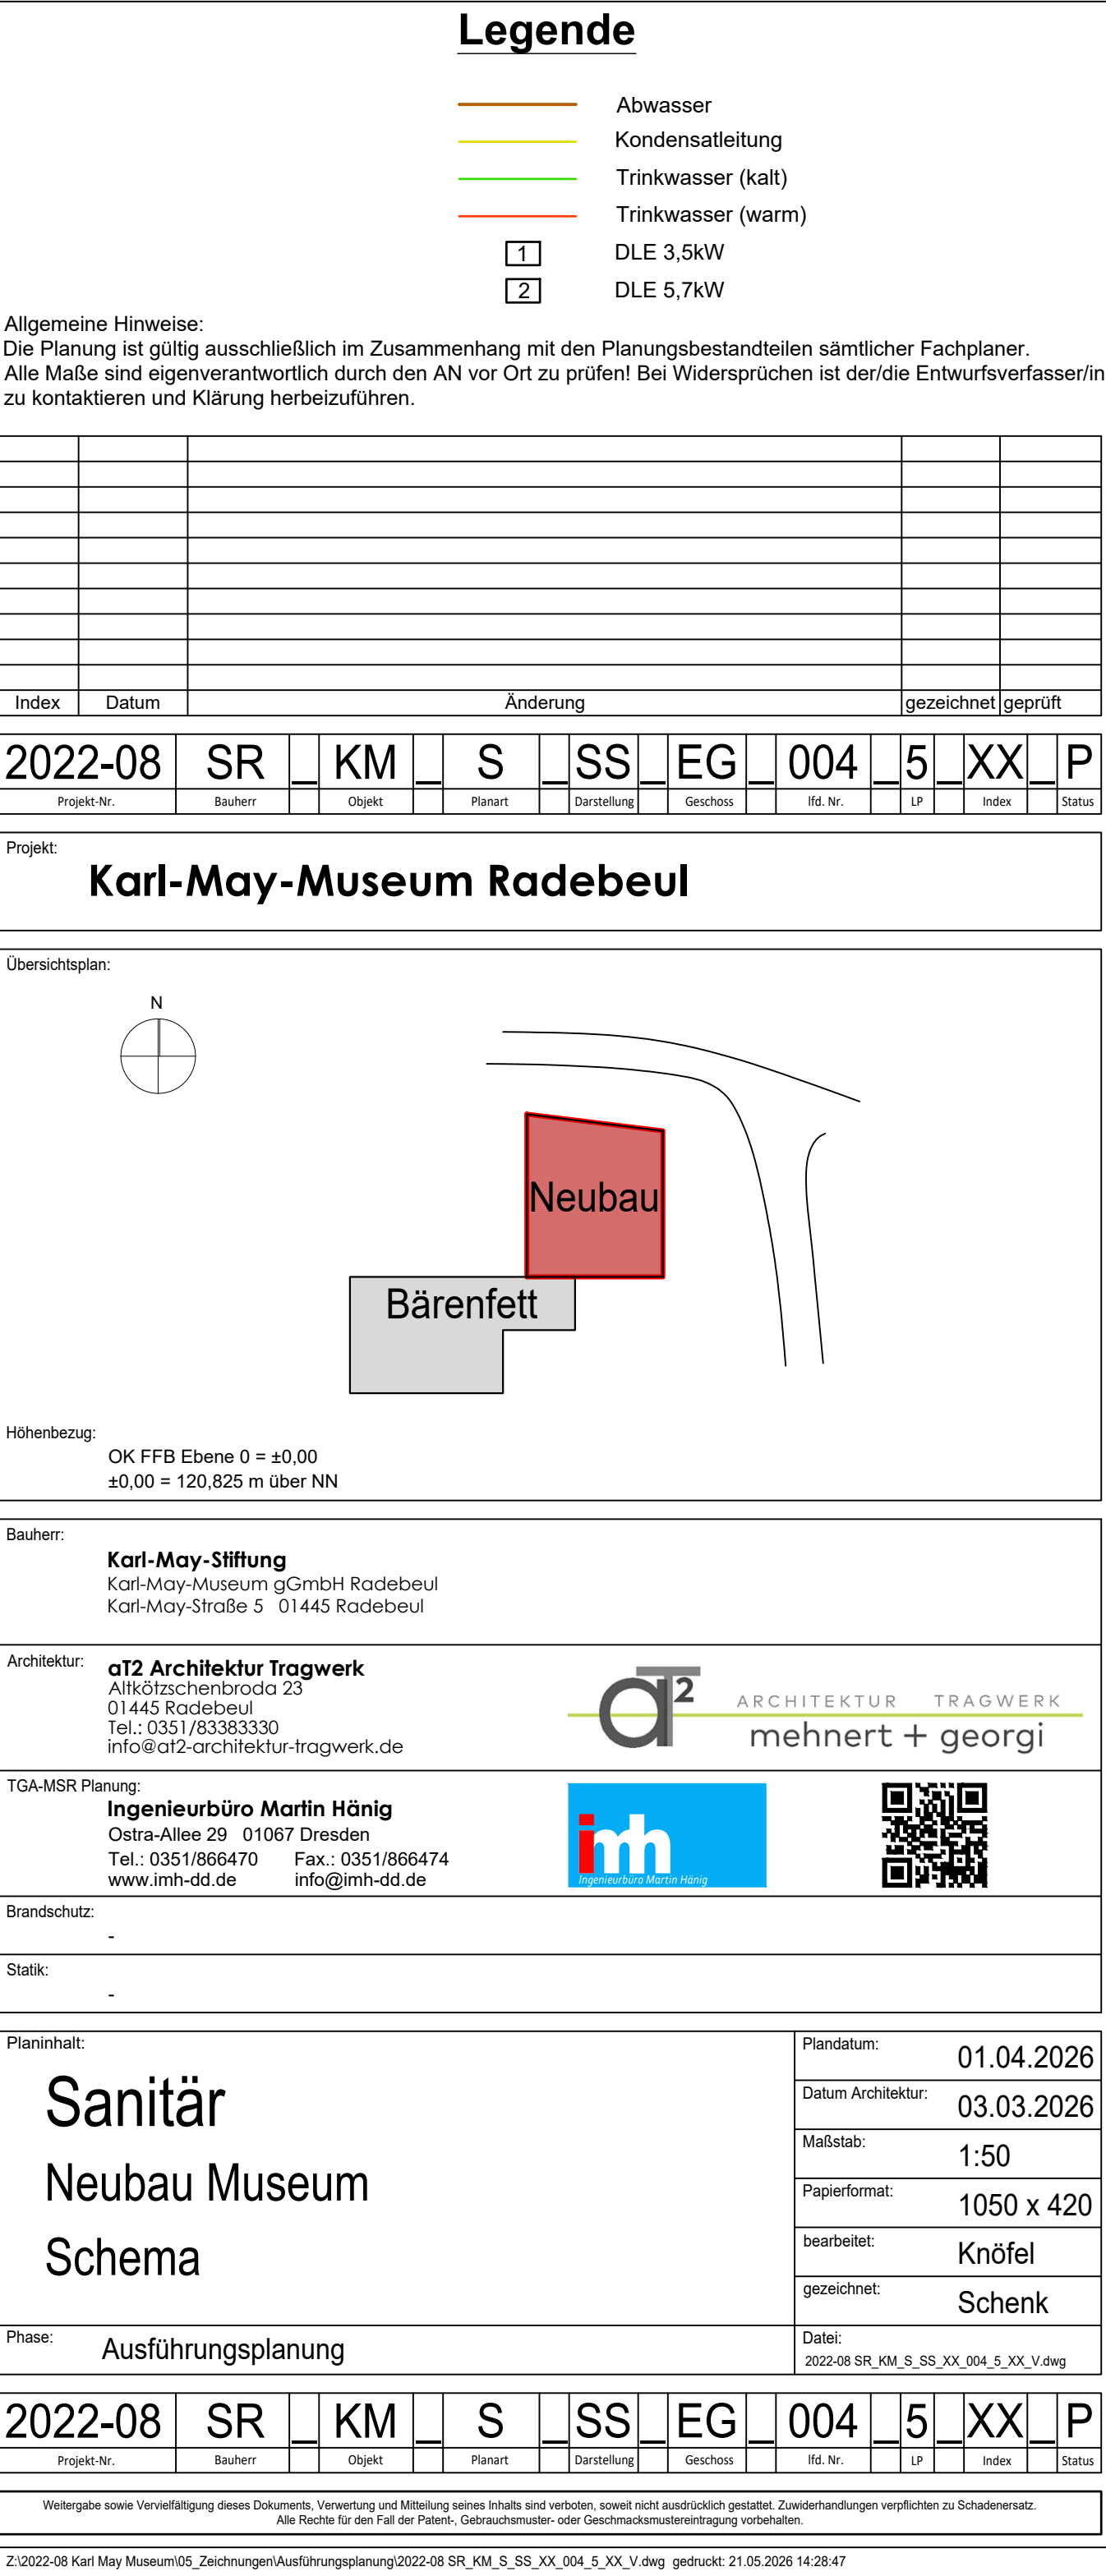 Legende
Abwasser
Kondensatleitung
Trinkwasser (kalt)
Trinkwasser (warm)
1 DLE 3,5kW
2 DLE 5,7kW
Allgemeine Hinweise:
Die Planung ist gültig ausschließlich im Zusammenhang mit den Planungsbestandteilen sämtlicher Fachplaner.
Alle Maße sind eigenverantwortlich durch den AN vor Ort zu prüfen! Bei Widersprüchen ist der/die Entwurfsverfasser/in
zu kontaktieren und Klärung herbeizuführen.
Index Datum Änderung gezeichnet geprüft
2022-08 SR _ KM _ S _ SS _ EG _ 004 _ 5 _ XX _ P
Projekt-Nr. Bauherr Objekt Planart Darstellung Geschoss lfd. Nr. LP Index Status
Projekt:
Karl-May-Museum Radebeul
Übersichtsplan:
N
Neubau
Bärenfett
Höhenbezug:
OK FFB Ebene 0 = ±0,00
±0,00 = 120,825 m über NN
Bauherr:
Karl-May-Stiftung
Karl-May-Museum gGmbH Radebeul
Karl-May-Straße 5 01445 Radebeul
Architektur:
aT2 Architektur Tragwerk
Altkötzschenbroda 23
01445 Radebeul
Tel.: 0351/83383330
info@at2-architektur-tragwerk.de
aT2 ARCHITEKTUR TRAGWERK
mehnert + georgi
TGA-MSR Planung:
Ingenieurbüro Martin Hänig
Ostra-Allee 29 01067 Dresden
Tel.: 0351/866470 Fax.: 0351/866474
www.imh-dd.de info@imh-dd.de
imh
Ingenieurbüro Martin Hänig
Brandschutz:
-
Statik:
-
Planinhalt:
Sanitär
Neubau Museum
Schema
Plandatum: 01.04.2026
Datum Architektur: 03.03.2026
Maßstab: 1:50
Papierformat: 1050 x 420
bearbeitet: Knöfel
gezeichnet: Schenk
Phase: Ausführungsplanung
Datei:
2022-08 SR_KM_S_SS_XX_004_5_XX_V.dwg
2022-08 SR _ KM _ S _ SS _ EG _ 004 _ 5 _ XX _ P
Projekt-Nr. Bauherr Objekt Planart Darstellung Geschoss lfd. Nr. LP Index Status
Weitergabe sowie Vervielfältigung dieses Dokuments, Verwertung und Mitteilung seines Inhalts sind verboten, soweit nicht ausdrücklich gestattet. Zuwiderhandlungen verpflichten zu Schadenersatz.
Alle Rechte für den Fall der Patent-, Gebrauchsmuster- oder Geschmacksmustereintragung vorbehalten.
Z:\2022-08 Karl May Museum\05_Zeichnungen\Ausführungsplanung\2022-08 SR_KM_S_SS_XX_004_5_XX_V.dwg gedruckt: 21.05.2026 14:28:47